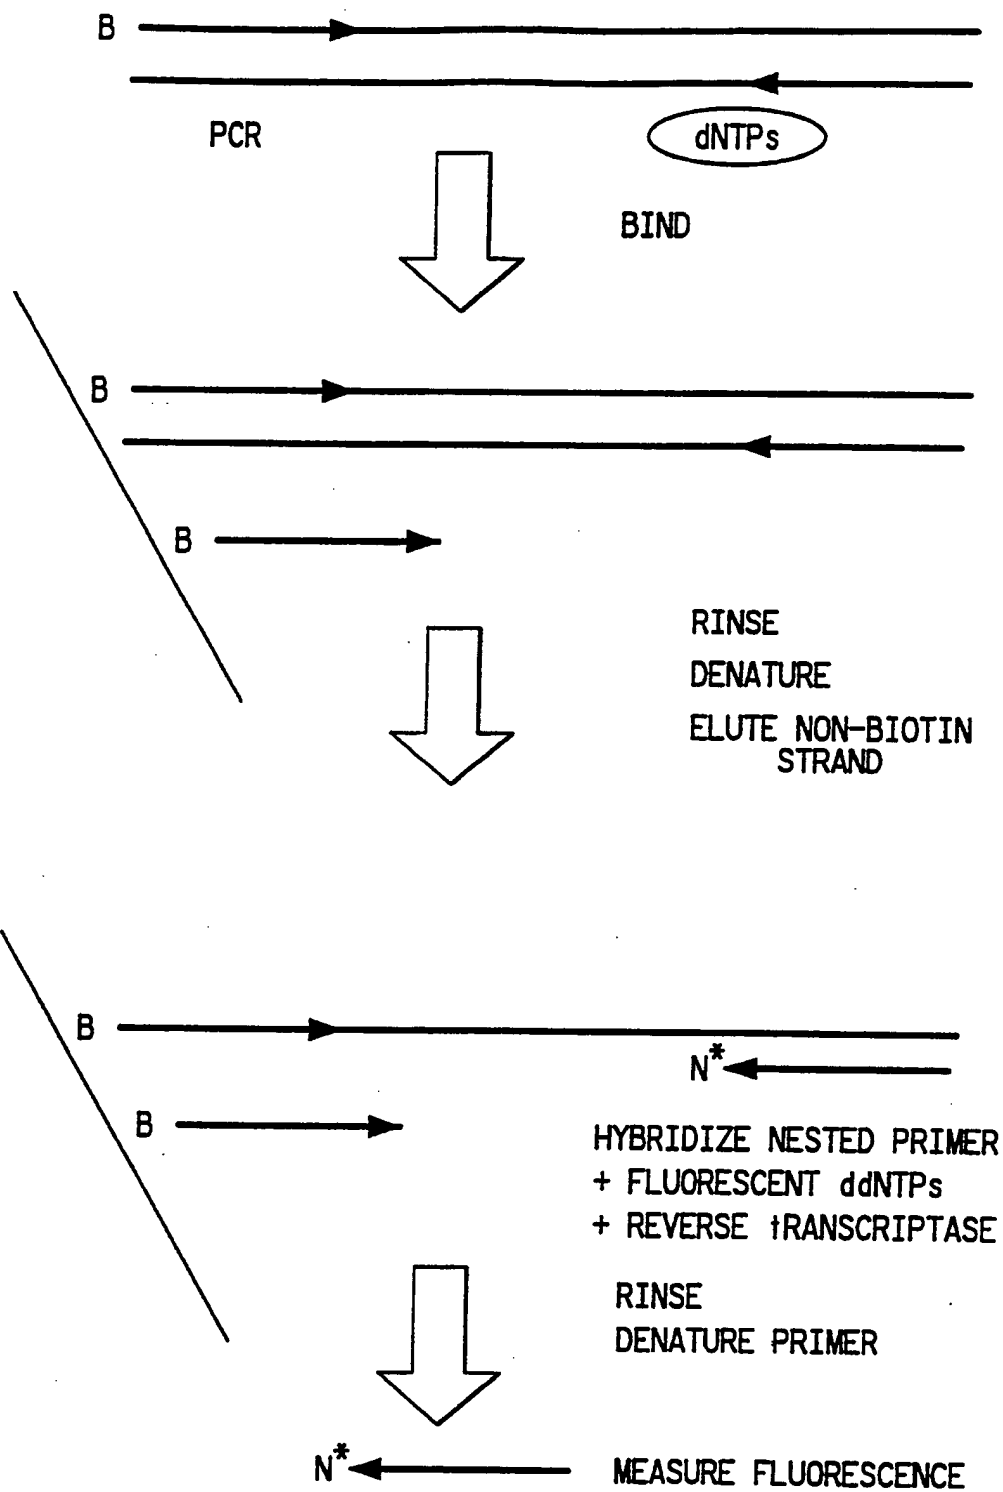 B
PCR
dNTPs
BIND
B
B
RINSE
DENATURE
ELUTE NON-BIOTIN
STRAND
B
N*
B
HYBRIDIZE NESTED PRIMER
+ FLUORESCENT ddNTPs
+ REVERSE tRANSCRIPTASE
RINSE
DENATURE PRIMER
N*
MEASURE FLUORESCENCE